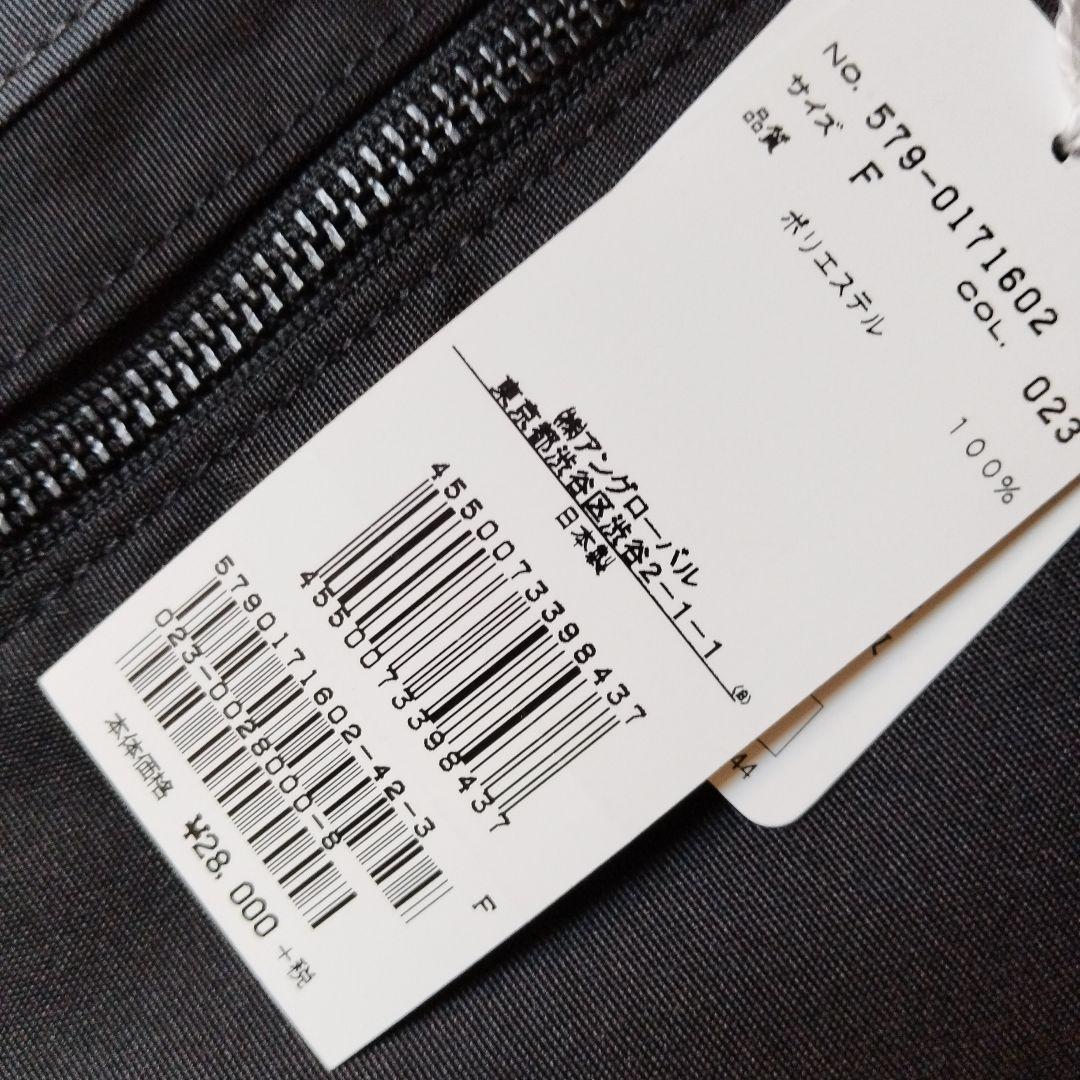 NO. 579-0171602
サイズ F COL. 023
品質
ポリエステル 100%
㈱アングローバル
東京都渋谷区渋谷2-1-1
日本製
(B)
4550073398437
4550073398437
5790171602-42-3
023-0028000-8
F
本体価格 ¥28,000 +税
44